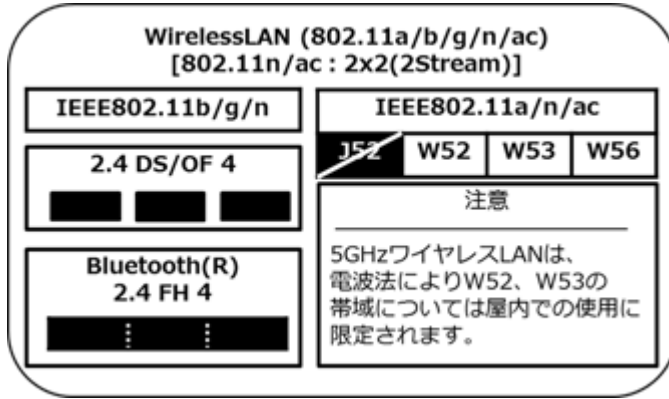 WirelessLAN (802.11a/b/g/n/ac)
[802.11n/ac : 2x2(2Stream)]
IEEE802.11b/g/n
2.4 DS/OF 4
Bluetooth(R)
2.4 FH 4
IEEE802.11a/n/ac
J52 W52 W53 W56
注意
5GHzワイヤレスLANは、
電波法によりW52、W53の
帯域については屋内での使用に
限定されます。